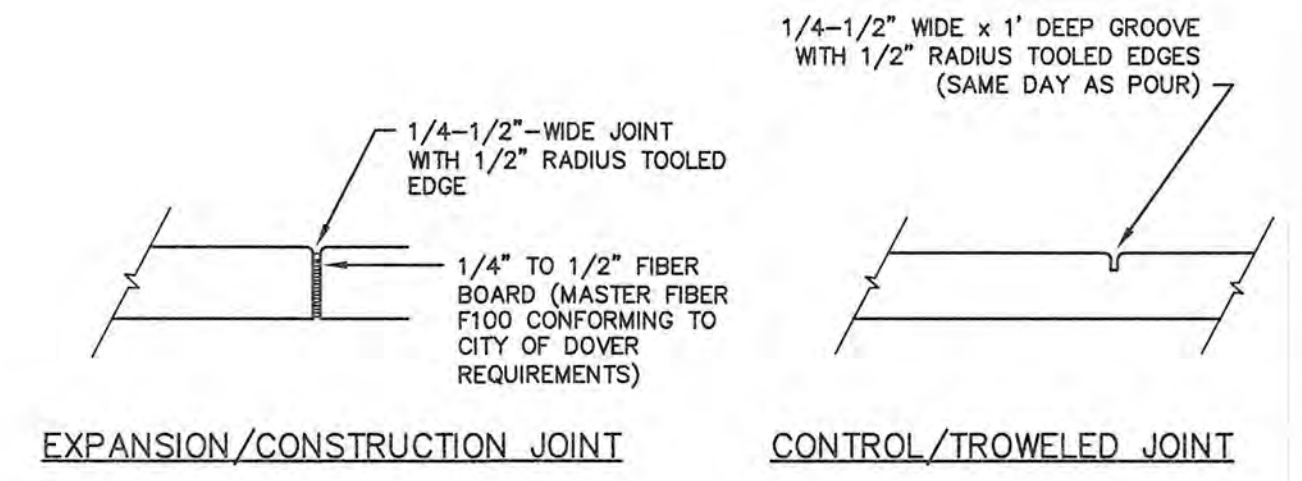 1/4-1/2" WIDE x 1' DEEP GROOVE
WITH 1/2" RADIUS TOOLED EDGES
(SAME DAY AS POUR)
1/4-1/2"-WIDE JOINT
WITH 1/2" RADIUS TOOLED
EDGE
1/4" TO 1/2" FIBER
BOARD (MASTER FIBER
F100 CONFORMING TO
CITY OF DOVER
REQUIREMENTS)
EXPANSION/CONSTRUCTION JOINT
CONTROL/TROWELED JOINT